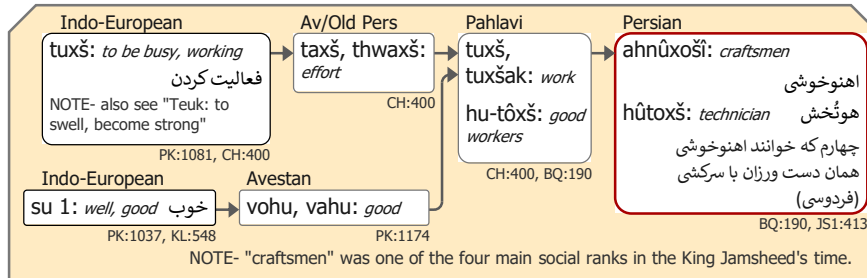 Indo-European
tuxš: to be busy, working
فعالیت کردن
NOTE- also see "Teuk: to
swell, become strong"
PK:1081, CH:400
Av/Old Pers
taxš, thwaxš:
effort
CH:400
Pahlavi
tuxš,
tuxšak: work
hu-tôxš: good
workers
CH:400, BQ:190
Persian
ahnûxošî: craftsmen
اهنوخوشی
hûtoxš: technician هوتُخش
چهارم که خوانند اهنوخوشی
همان دست ورزان با سرکشی
(فردوسی)
BQ:190, JS1:413
Indo-European
su 1: well, good خوب
PK:1037, KL:548
Avestan
vohu, vahu: good
PK:1174
NOTE- "craftsmen" was one of the four main social ranks in the King Jamsheed's time.